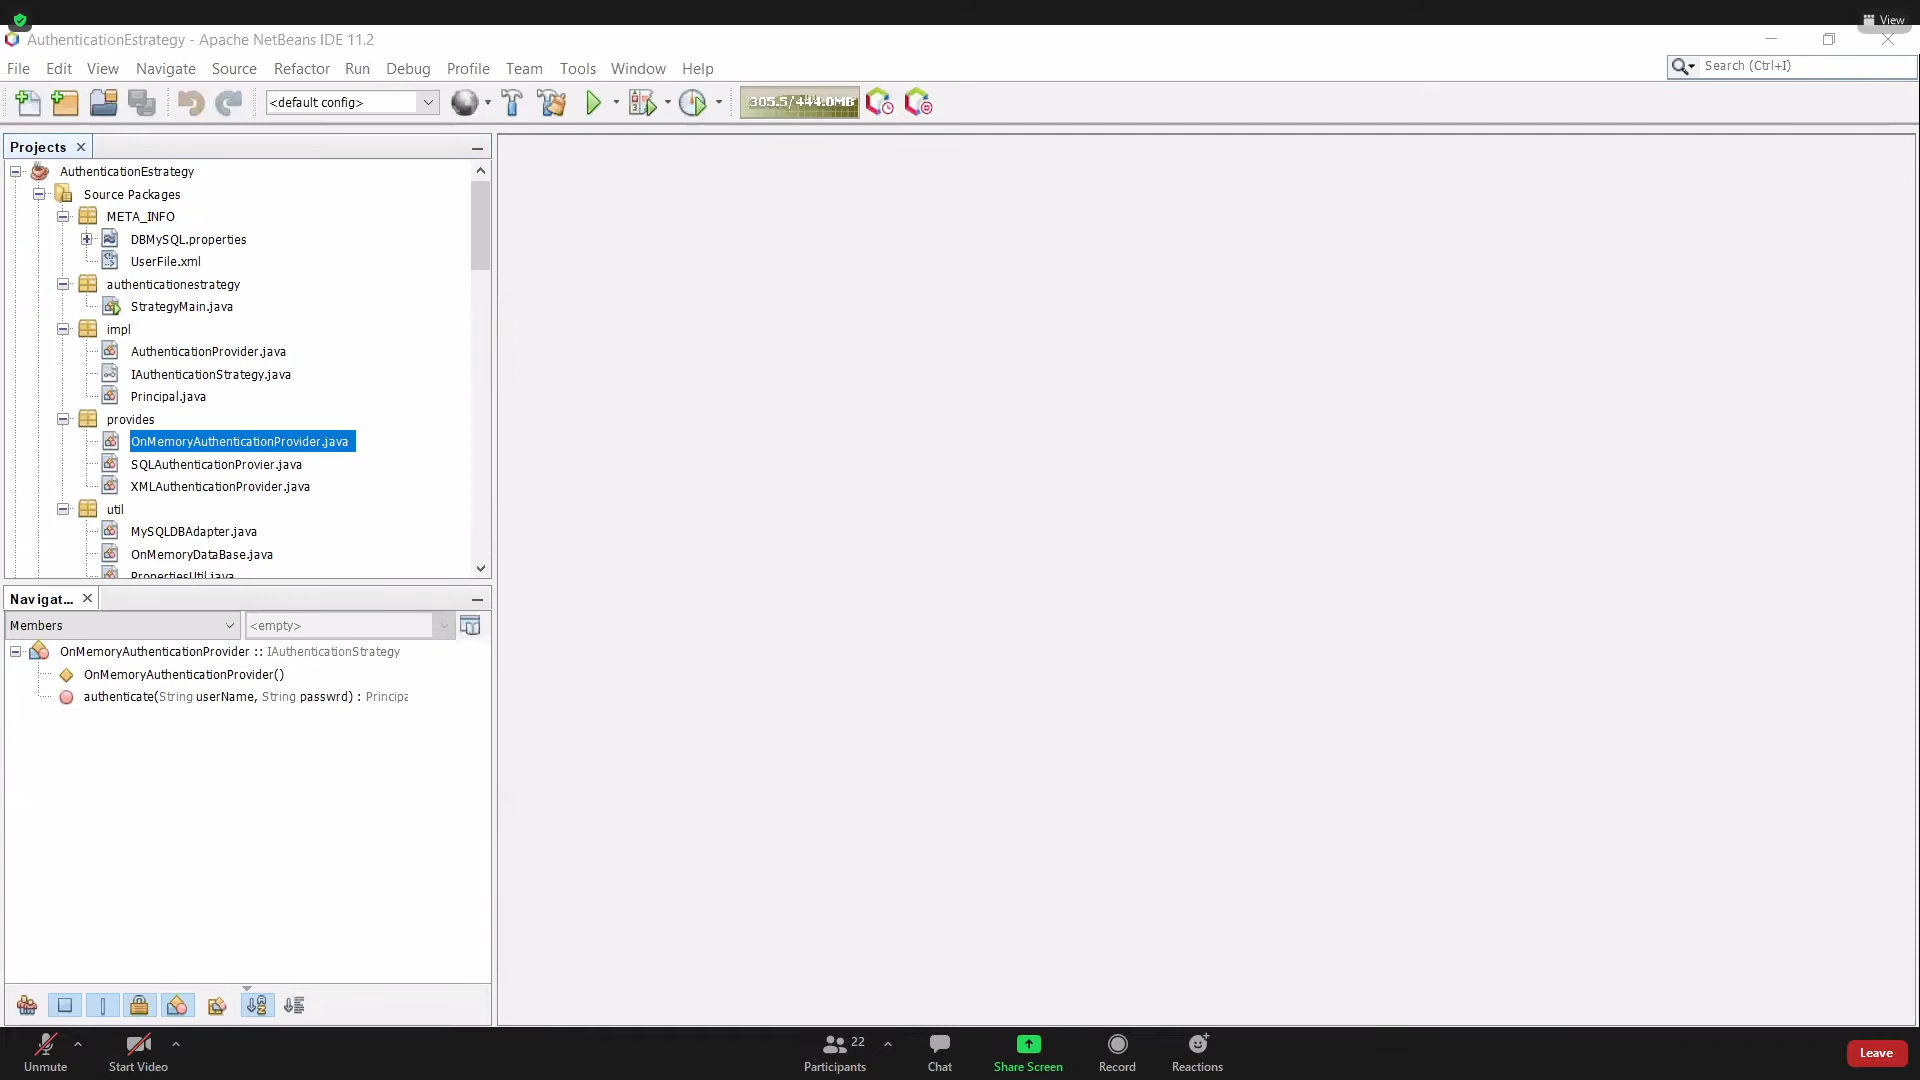 View
AuthenticationEstrategy - Apache NetBeans IDE 11.2
File Edit View Navigate Source Refactor Run Debug Profile Team Tools Window Help
Search (Ctrl+I)
<default config>
305.5/444.0MB
Projects
AuthenticationEstrategy
Source Packages
META_INFO
DBMySQL.properties
UserFile.xml
authenticationestrategy
StrategyMain.java
impl
AuthenticationProvider.java
IAuthenticationStrategy.java
Principal.java
provides
OnMemoryAuthenticationProvider.java
SQLAuthenticationProvier.java
XMLAuthenticationProvider.java
util
MySQLDBAdapter.java
OnMemoryDataBase.java
PropertiesUtil.java
Navigat...
Members
<empty>
OnMemoryAuthenticationProvider :: IAuthenticationStrategy
OnMemoryAuthenticationProvider()
authenticate(String userName, String passwrd) : Principa
Unmute
Start Video
22
Participants
Chat
Share Screen
Record
Reactions
Leave